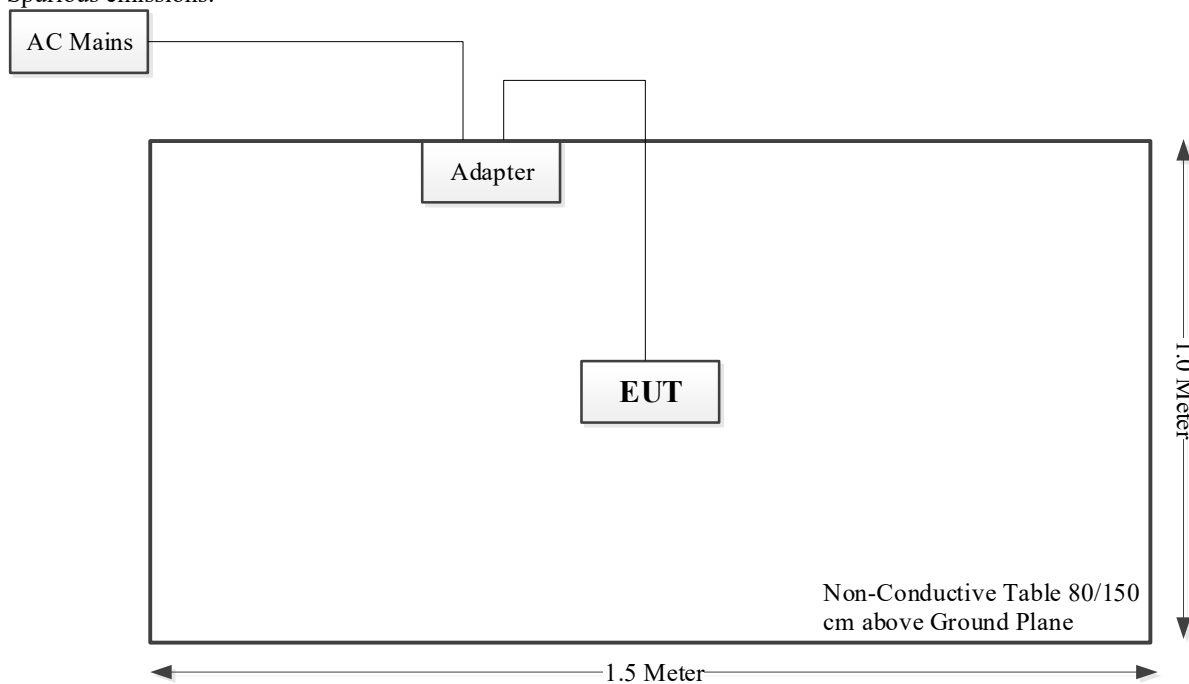 Spurious emissions:
AC Mains
Adapter
EUT
1.0 Meter
Non-Conductive Table 80/150
cm above Ground Plane
1.5 Meter